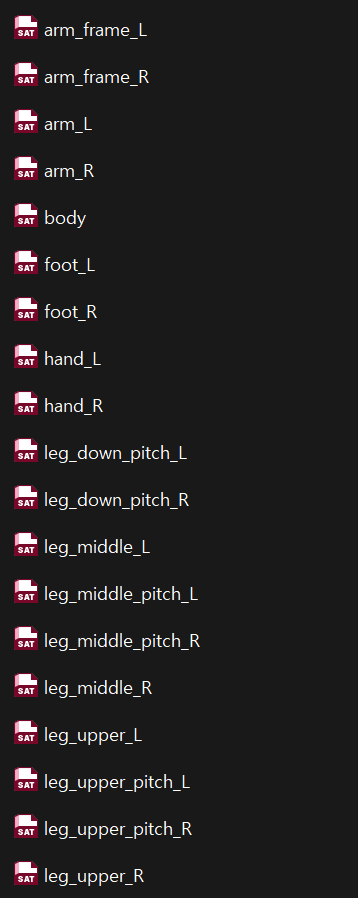 SAT arm_frame_L
SAT arm_frame_R
SAT arm_L
SAT arm_R
SAT body
SAT foot_L
SAT foot_R
SAT hand_L
SAT hand_R
SAT leg_down_pitch_L
SAT leg_down_pitch_R
SAT leg_middle_L
SAT leg_middle_pitch_L
SAT leg_middle_pitch_R
SAT leg_middle_R
SAT leg_upper_L
SAT leg_upper_pitch_L
SAT leg_upper_pitch_R
SAT leg_upper_R